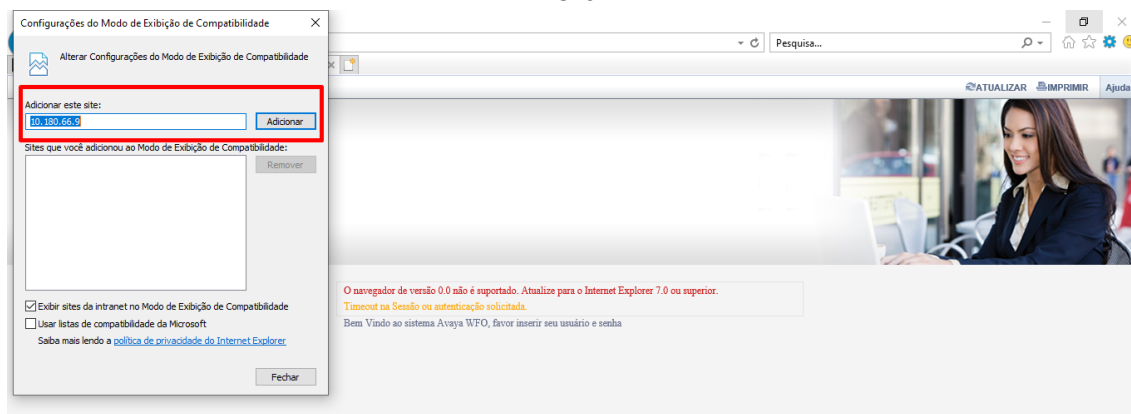 Configurações do Modo de Exibição de Compatibilidade
Alterar Configurações do Modo de Exibição de Compatibilidade
Adicionar este site:
10.180.66.9
Adicionar
Sites que você adicionou ao Modo de Exibição de Compatibilidade:
Remover
Exibir sites da intranet no Modo de Exibição de Compatibilidade
Usar listas de compatibilidade da Microsoft
Saiba mais lendo a política de privacidade do Internet Explorer
Fechar
Pesquisa...
ATUALIZAR IMPRIMIR Ajuda
O navegador de versão 0.0 não é suportado. Atualize para o Internet Explorer 7.0 ou superior.
Timeout na Sessão ou autenticação solicitada.
Bem Vindo ao sistema Avaya WFO, favor inserir seu usuário e senha